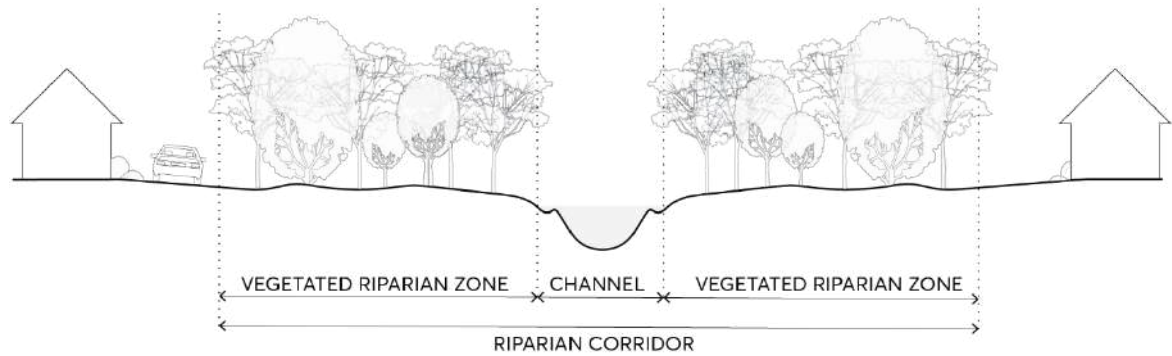 VEGETATED RIPARIAN ZONE
CHANNEL
VEGETATED RIPARIAN ZONE
RIPARIAN CORRIDOR